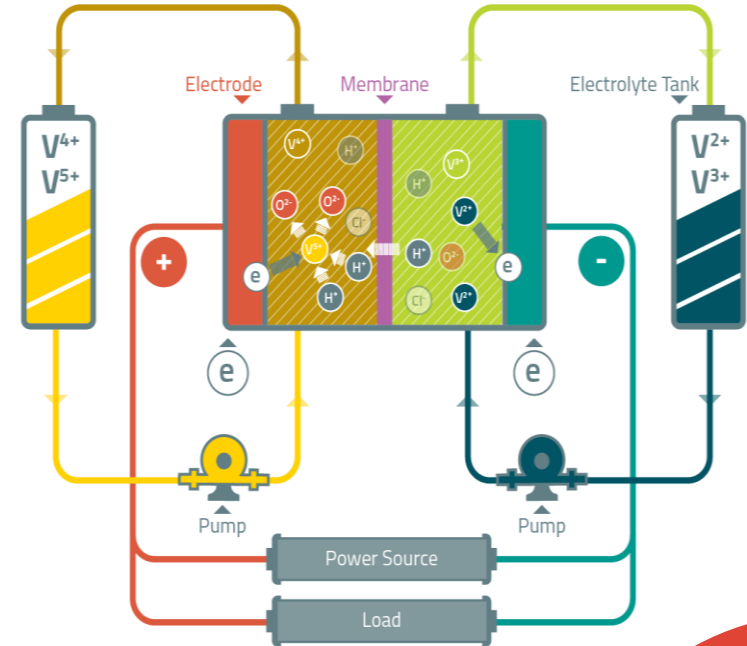 Electrode
Membrane
Electrolyte Tank
V⁴⁺
V⁵⁺
V²⁺
V³⁺
V⁴⁺
H⁺
V³⁺
H⁺
O²⁻
O²⁻
Cl⁻
V²⁺
V⁵⁺
H⁺
H⁺
O²⁻
e
e
H⁺
Cl⁻
V²⁺
+
-
e
e
Pump
Pump
Power Source
Load